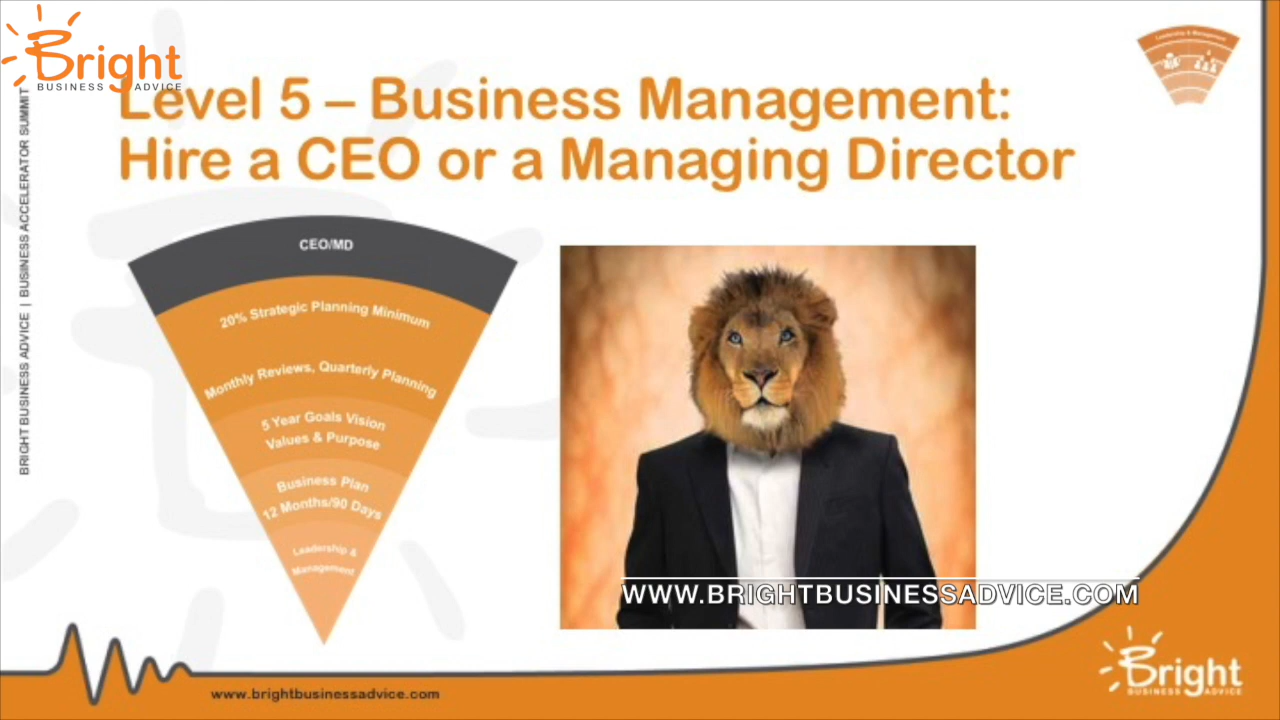 Bright
BUSINESS ADVICE
Leadership & Management
Level 5 – Business Management:
Hire a CEO or a Managing Director
BRIGHT BUSINESS ADVICE | BUSINESS ACCELERATOR SUMMIT
CEO/MD
20% Strategic Planning Minimum
Monthly Reviews, Quarterly Planning
5 Year Goals Vision
Values & Purpose
Business Plan
12 Months/90 Days
Leadership &
Management
WWW.BRIGHTBUSINESSADVICE.COM
www.brightbusinessadvice.com
Bright
BUSINESS ADVICE